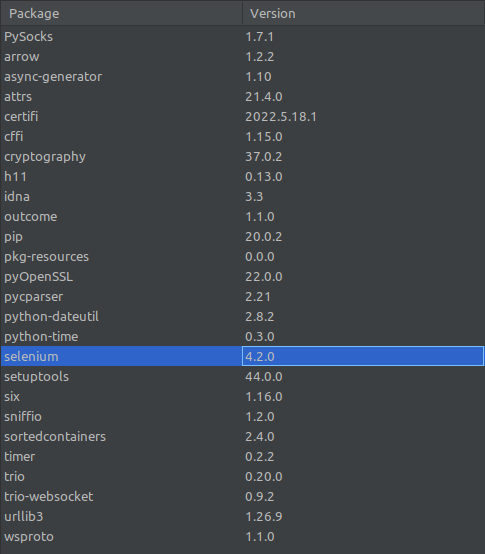 Package Version
PySocks 1.7.1
arrow 1.2.2
async-generator 1.10
attrs 21.4.0
certifi 2022.5.18.1
cffi 1.15.0
cryptography 37.0.2
h11 0.13.0
idna 3.3
outcome 1.1.0
pip 20.0.2
pkg-resources 0.0.0
pyOpenSSL 22.0.0
pycparser 2.21
python-dateutil 2.8.2
python-time 0.3.0
selenium 4.2.0
setuptools 44.0.0
six 1.16.0
sniffio 1.2.0
sortedcontainers 2.4.0
timer 0.2.2
trio 0.20.0
trio-websocket 0.9.2
urllib3 1.26.9
wsproto 1.1.0